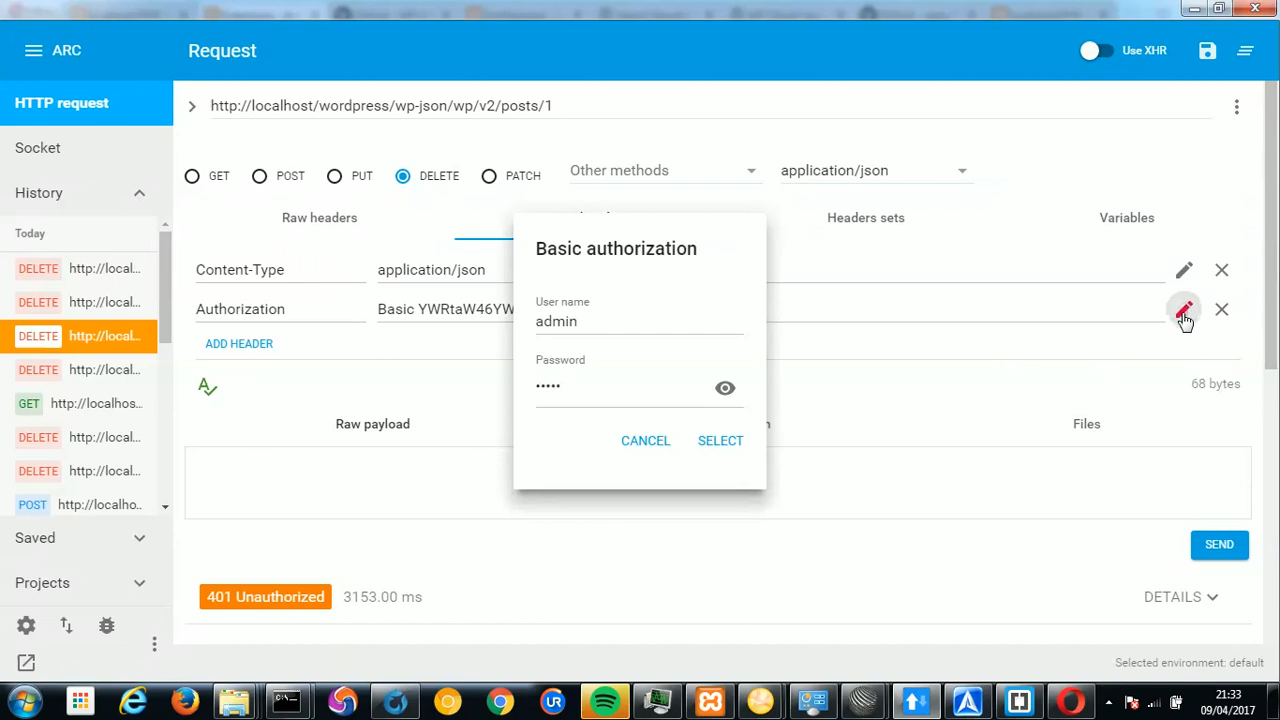 ARC
Request
Use XHR
HTTP request
http://localhost/wordpress/wp-json/wp/v2/posts/1
Socket
GET
POST
PUT
DELETE
PATCH
Other methods
application/json
History
Raw headers
Headers sets
Variables
Today
Basic authorization
DELETE http://local...
Content-Type
application/json
DELETE http://local...
Authorization
Basic YWRtaW46YW
User name
admin
DELETE http://local...
ADD HEADER
Password
•••••
DELETE http://local...
68 bytes
GET http://localhos...
Raw payload
Files
DELETE http://local...
CANCEL
SELECT
DELETE http://local...
POST http://localho...
Saved
SEND
Projects
401 Unauthorized
3153.00 ms
DETAILS
Selected environment: default
UR
21:33
09/04/2017